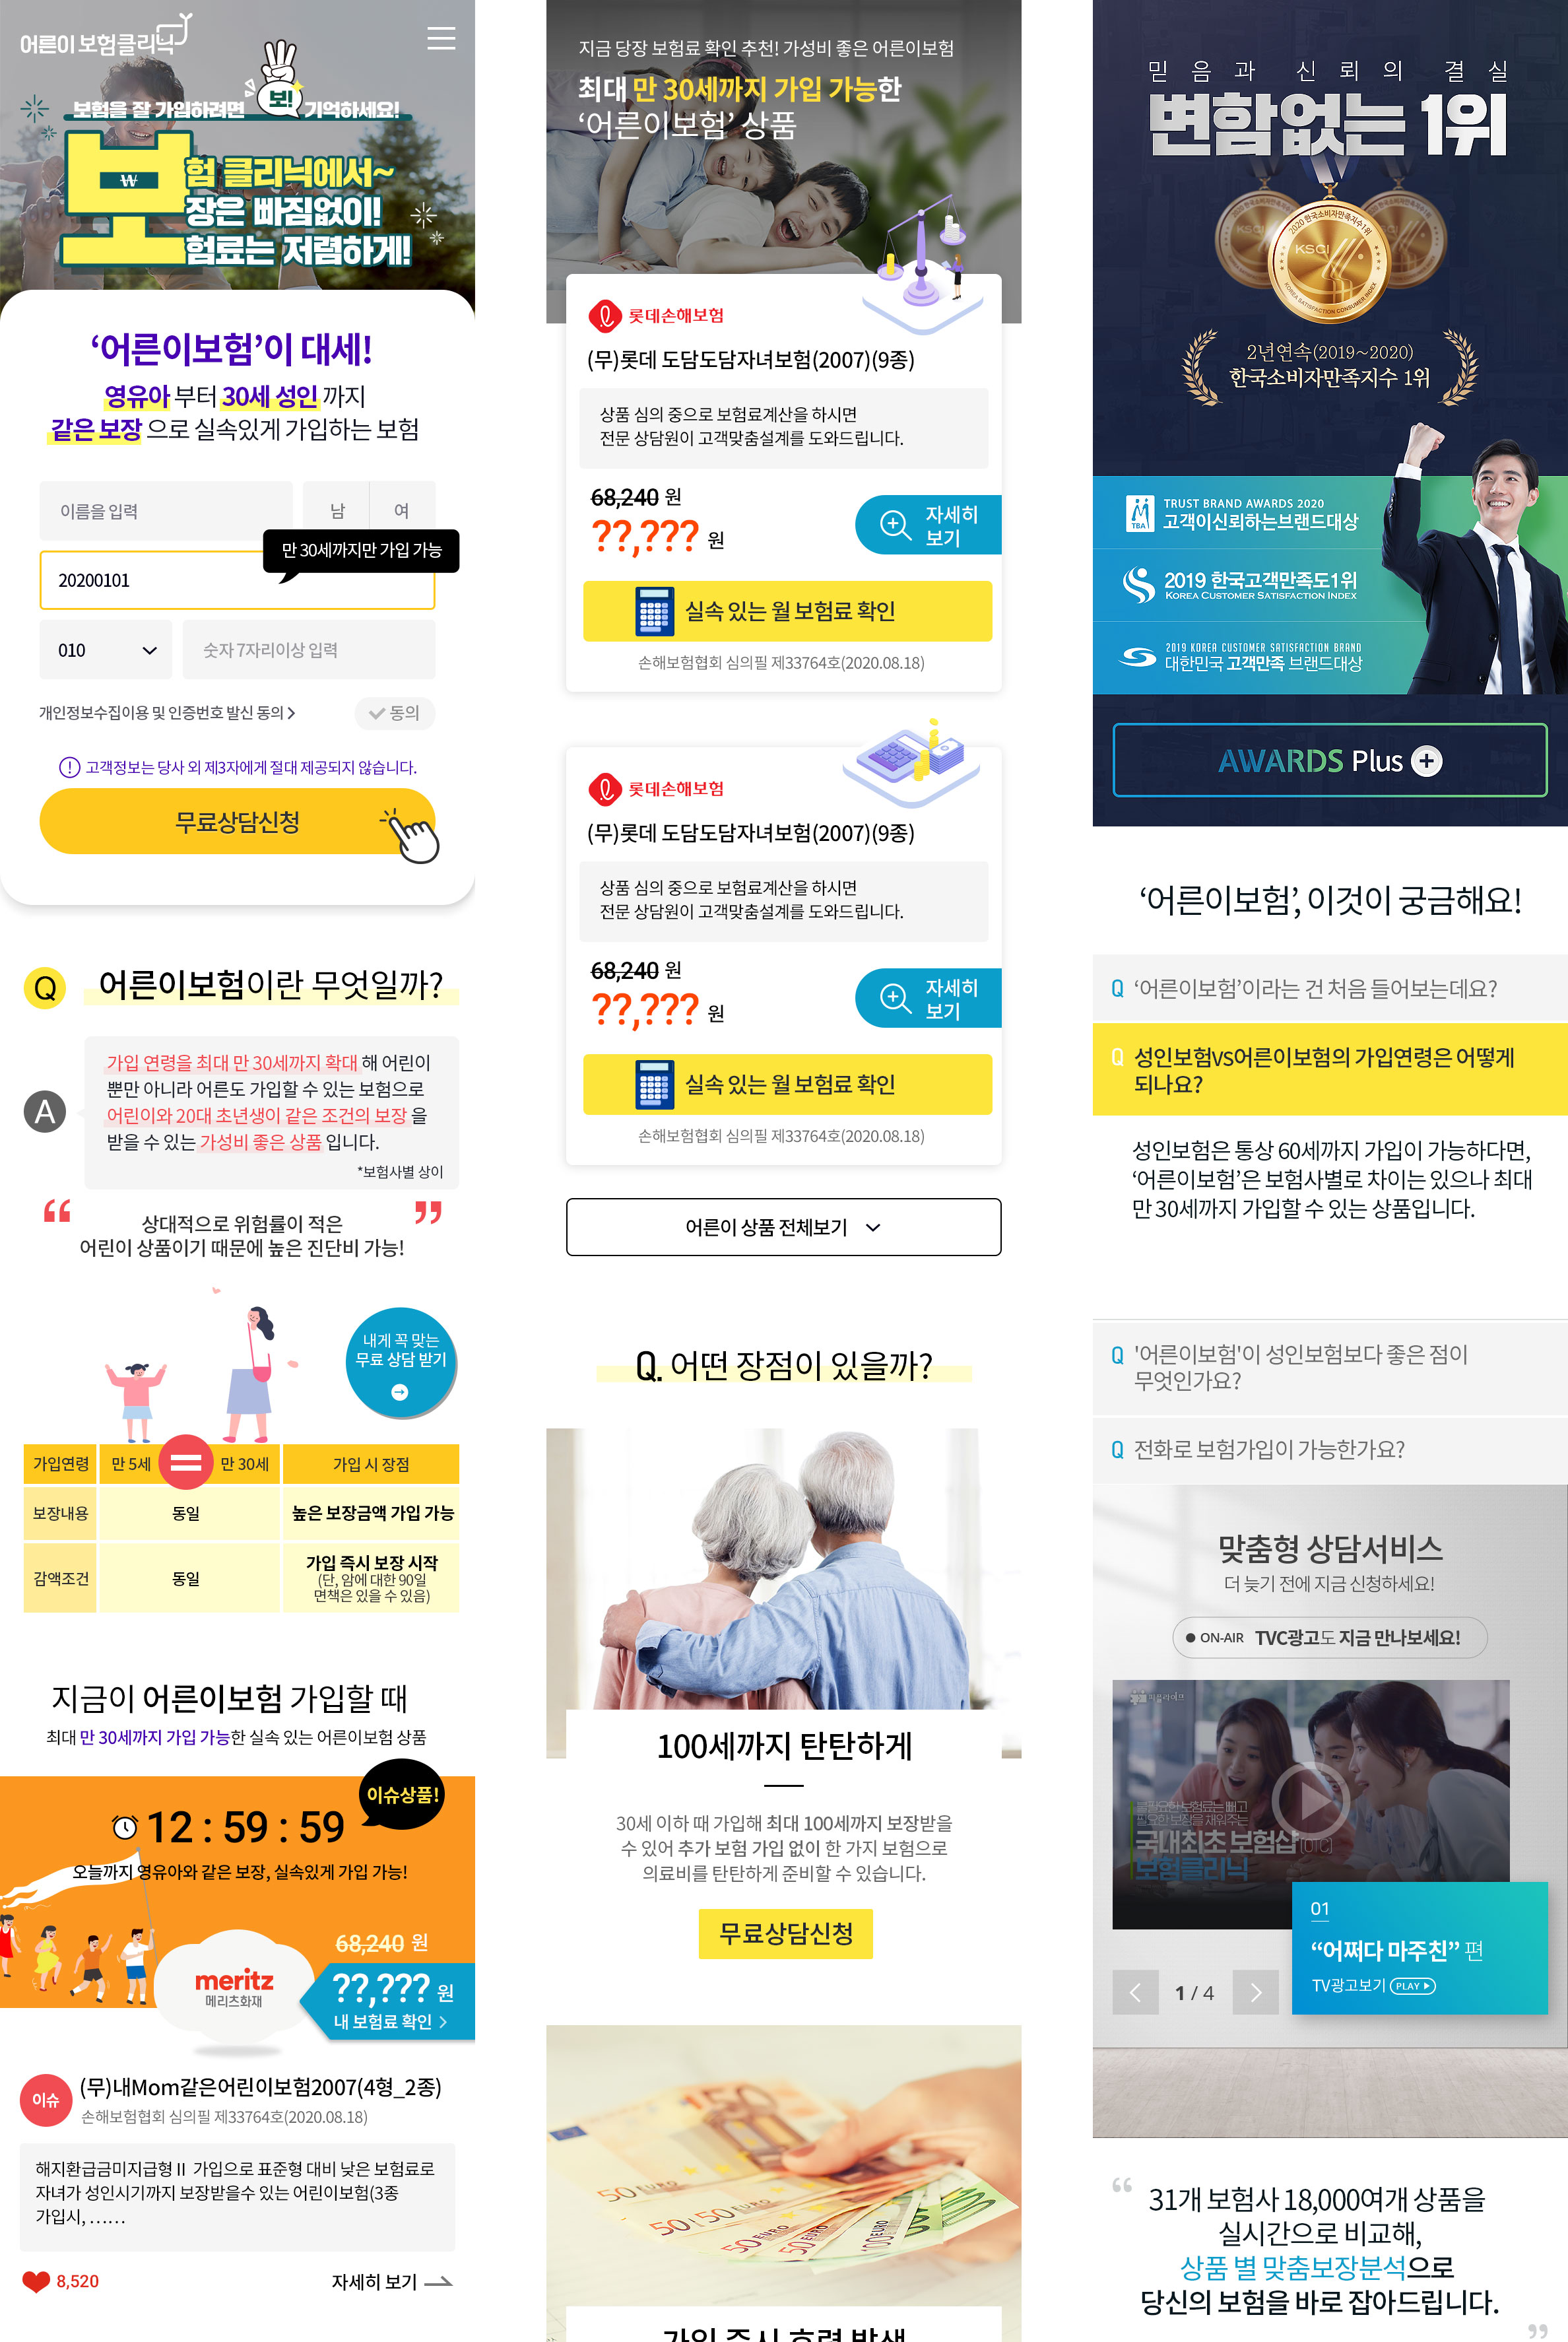 어른이 보험클리닉
보험을 잘 가입하려면 보! 기억하세요!
보험 클리닉에서~
장은 빠짐없이!
험료는 저렴하게!
₩
‘어른이보험’이 대세!
영유아 부터 30세 성인 까지
같은 보장 으로 실속있게 가입하는 보험
이름을 입력
남
여
만 30세까지만 가입 가능
20200101
010
숫자 7자리이상 입력
개인정보수집이용 및 인증번호 발신 동의
동의
고객정보는 당사 외 제3자에게 절대 제공되지 않습니다.
무료상담신청
Q
어른이보험이란 무엇일까?
A
가입 연령을 최대 만 30세까지 확대 해 어린이
뿐만 아니라 어른도 가입할 수 있는 보험으로
어린이와 20대 초년생이 같은 조건의 보장 을
받을 수 있는 가성비 좋은 상품 입니다.
*보험사별 상이
“
상대적으로 위험률이 적은
어린이 상품이기 때문에 높은 진단비 가능!
”
내게 꼭 맞는
무료 상담 받기
가입연령 만 5세 = 만 30세 가입 시 장점
보장내용 동일 높은 보장금액 가입 가능
감액조건 동일 가입 즉시 보장 시작
(단, 암에 대한 90일
면책은 있을 수 있음)
지금이 어른이보험 가입할 때
최대 만 30세까지 가입 가능한 실속 있는 어른이보험 상품
이슈상품!
12 : 59 : 59
오늘까지 영유아와 같은 보장, 실속있게 가입 가능!
meritz
메리츠화재
68,240 원
??,??? 원
내 보험료 확인
이슈
(무)내Mom같은어린이보험2007(4형_2종)
손해보험협회 심의필 제33764호(2020.08.18)
해지환급금미지급형Ⅱ 가입으로 표준형 대비 낮은 보험료로
자녀가 성인시기까지 보장받을수 있는 어린이보험(3종
가입시, ……
8,520
자세히 보기
지금 당장 보험료 확인 추천! 가성비 좋은 어른이보험
최대 만 30세까지 가입 가능한
‘어른이보험’ 상품
롯데손해보험
(무)롯데 도담도담자녀보험(2007)(9종)
상품 심의 중으로 보험료계산을 하시면
전문 상담원이 고객맞춤설계를 도와드립니다.
68,240 원
??,??? 원
자세히
보기
실속 있는 월 보험료 확인
손해보험협회 심의필 제33764호(2020.08.18)
롯데손해보험
(무)롯데 도담도담자녀보험(2007)(9종)
상품 심의 중으로 보험료계산을 하시면
전문 상담원이 고객맞춤설계를 도와드립니다.
68,240 원
??,??? 원
자세히
보기
실속 있는 월 보험료 확인
손해보험협회 심의필 제33764호(2020.08.18)
어른이 상품 전체보기
Q. 어떤 장점이 있을까?
100세까지 탄탄하게
30세 이하 때 가입해 최대 100세까지 보장받을
수 있어 추가 보험 가입 없이 한 가지 보험으로
의료비를 탄탄하게 준비할 수 있습니다.
무료상담신청
50 EURO
50 EURO
50 EURO
100 EURO
가입 즉시 효력 발생
믿음과 신뢰의 결실
변함없는 1위
2020 한국소비자만족지수1위
KSCI
KOREA SATISFACTION CONSUMER INDEX
2년연속(2019~2020)
한국소비자만족지수 1위
TBA
TRUST BRAND AWARDS 2020
고객이신뢰하는브랜드대상
2019 한국고객만족도1위
KOREA CUSTOMER SATISFACTION INDEX
2019 KOREA CUSTOMER SATISFACTION BRAND
대한민국 고객만족 브랜드대상
AWARDS Plus +
‘어른이보험’, 이것이 궁금해요!
Q ‘어른이보험’이라는 건 처음 들어보는데요?
Q 성인보험vs어른이보험의 가입연령은 어떻게
되나요?
성인보험은 통상 60세까지 가입이 가능하다면,
‘어른이보험’은 보험사별로 차이는 있으나 최대
만 30세까지 가입할 수 있는 상품입니다.
Q '어른이보험'이 성인보험보다 좋은 점이
무엇인가요?
Q 전화로 보험가입이 가능한가요?
맞춤형 상담서비스
더 늦기 전에 지금 신청하세요!
ON-AIR TVC광고도 지금 만나보세요!
피플라이프
불필요한 보험료는 빼고
필요한 보장을 채워주는
국내최초 보험샵(OTC)
보험클리닉
01
“어쩌다 마주친” 편
TV광고보기 PLAY
1 / 4
“
31개 보험사 18,000여개 상품을
실시간으로 비교해,
상품 별 맞춤보장분석으로
당신의 보험을 바로 잡아드립니다.
”